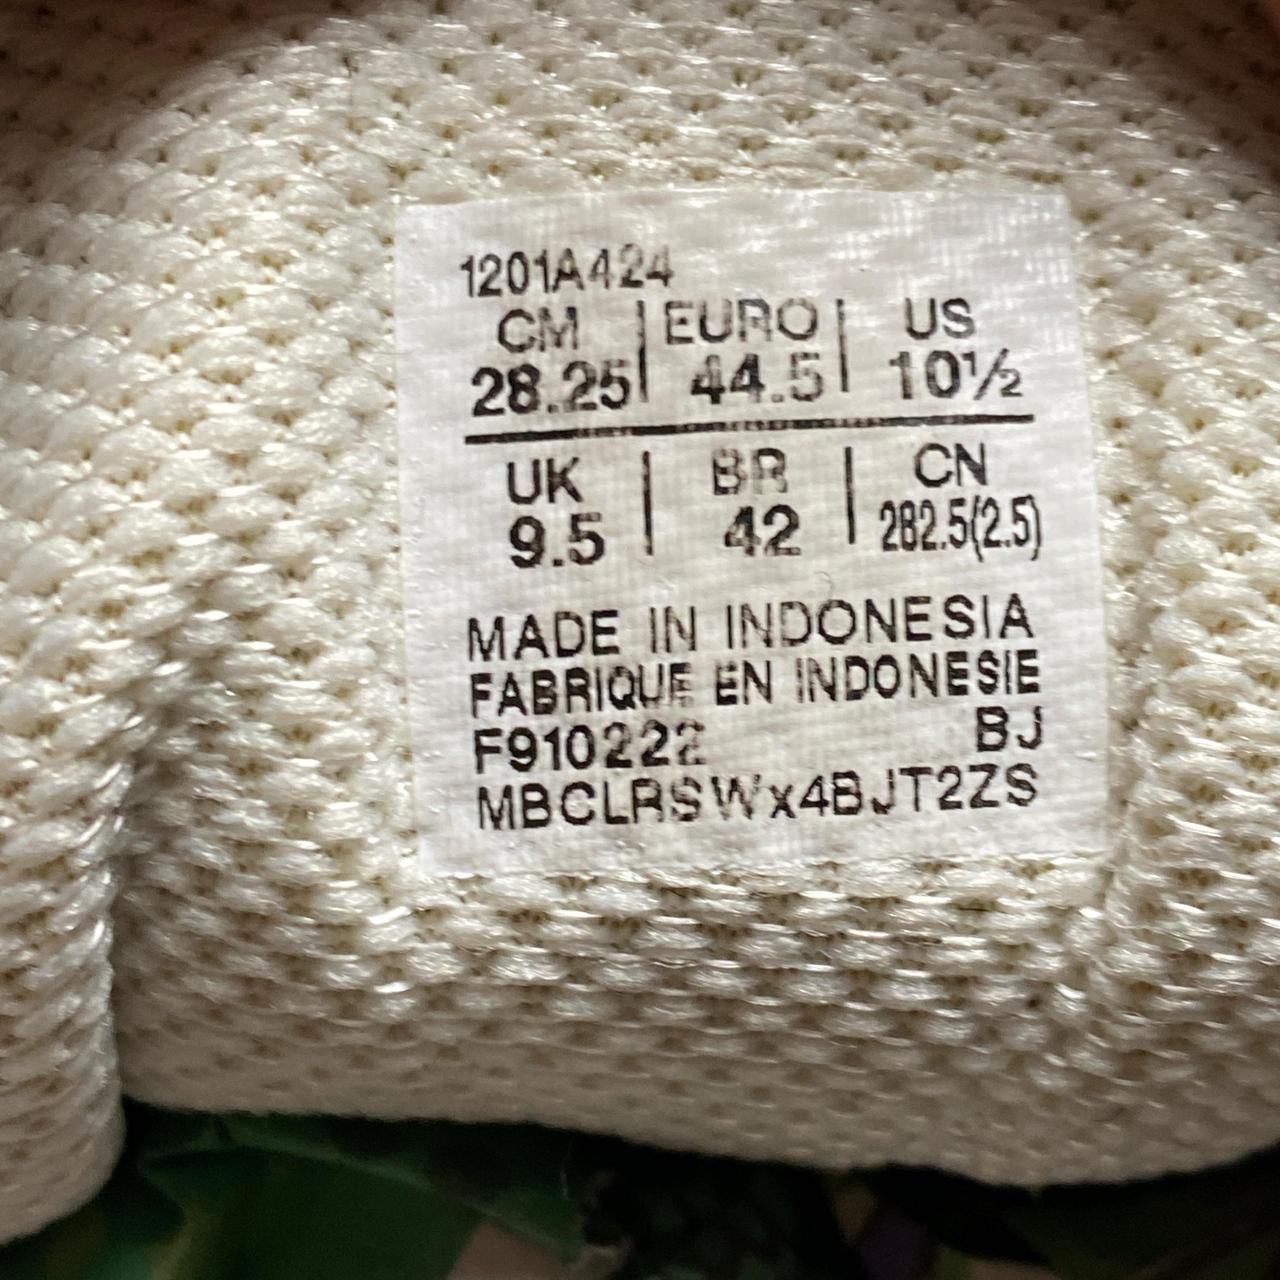 1201A424
CM | EURO | US
28.25 | 44.5 | 10½
UK | BR | CN
9.5 | 42 | 282.5(2.5)
MADE IN INDONESIA
FABRIQUE EN INDONESIE
F910222 BJ
MBCLRSWx4BJT2ZS